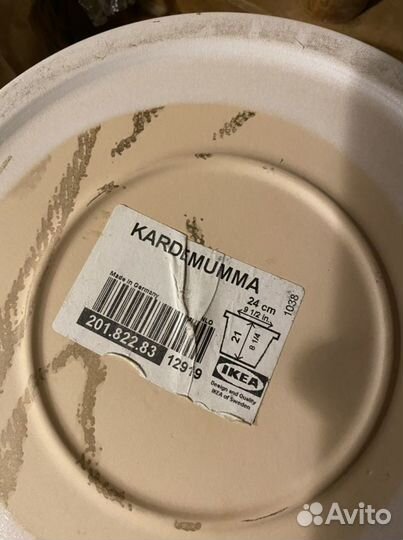 KARDEMUMMA
Made in Germany
24 cm
9 1/2 in.
21
8 1/4
1038
201.822.83
12919
IKEA
Design and Quality
IKEA of Sweden
Avito